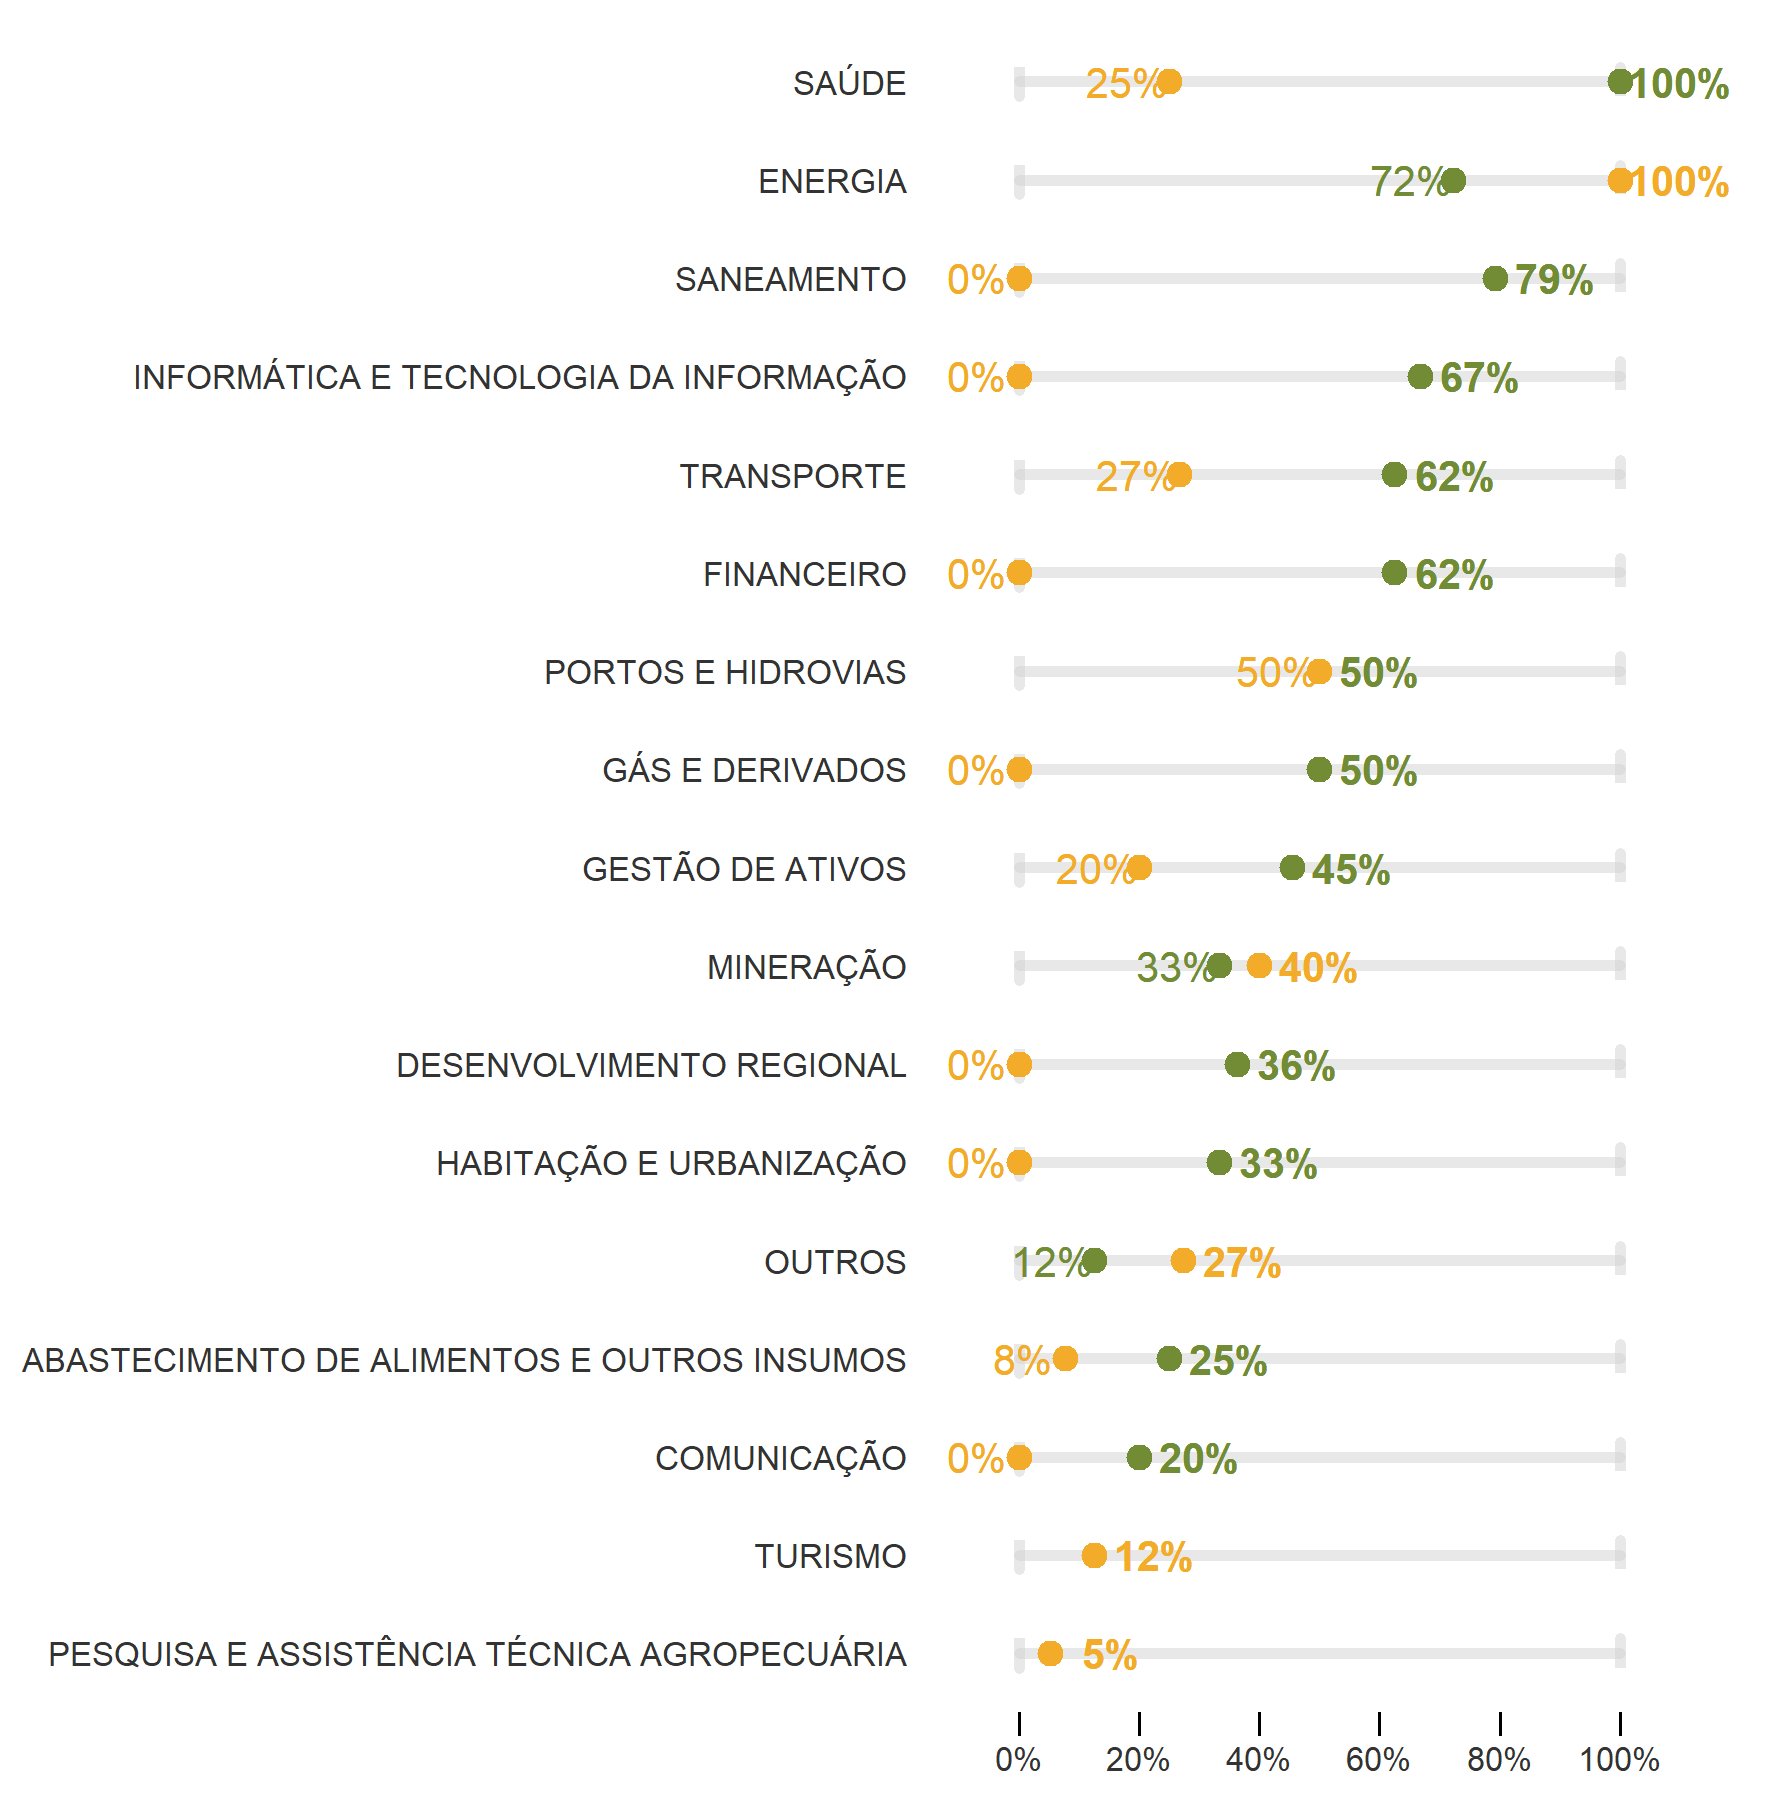 SAÚDE 25% 100%
ENERGIA 72% 100%
SANEAMENTO 0% 79%
INFORMÁTICA E TECNOLOGIA DA INFORMAÇÃO 0% 67%
TRANSPORTE 27% 62%
FINANCEIRO 0% 62%
PORTOS E HIDROVIAS 50% 50%
GÁS E DERIVADOS 0% 50%
GESTÃO DE ATIVOS 20% 45%
MINERAÇÃO 33% 40%
DESENVOLVIMENTO REGIONAL 0% 36%
HABITAÇÃO E URBANIZAÇÃO 0% 33%
OUTROS 12% 27%
ABASTECIMENTO DE ALIMENTOS E OUTROS INSUMOS 8% 25%
COMUNICAÇÃO 0% 20%
TURISMO 12%
PESQUISA E ASSISTÊNCIA TÉCNICA AGROPECUÁRIA 5%
0% 20% 40% 60% 80% 100%